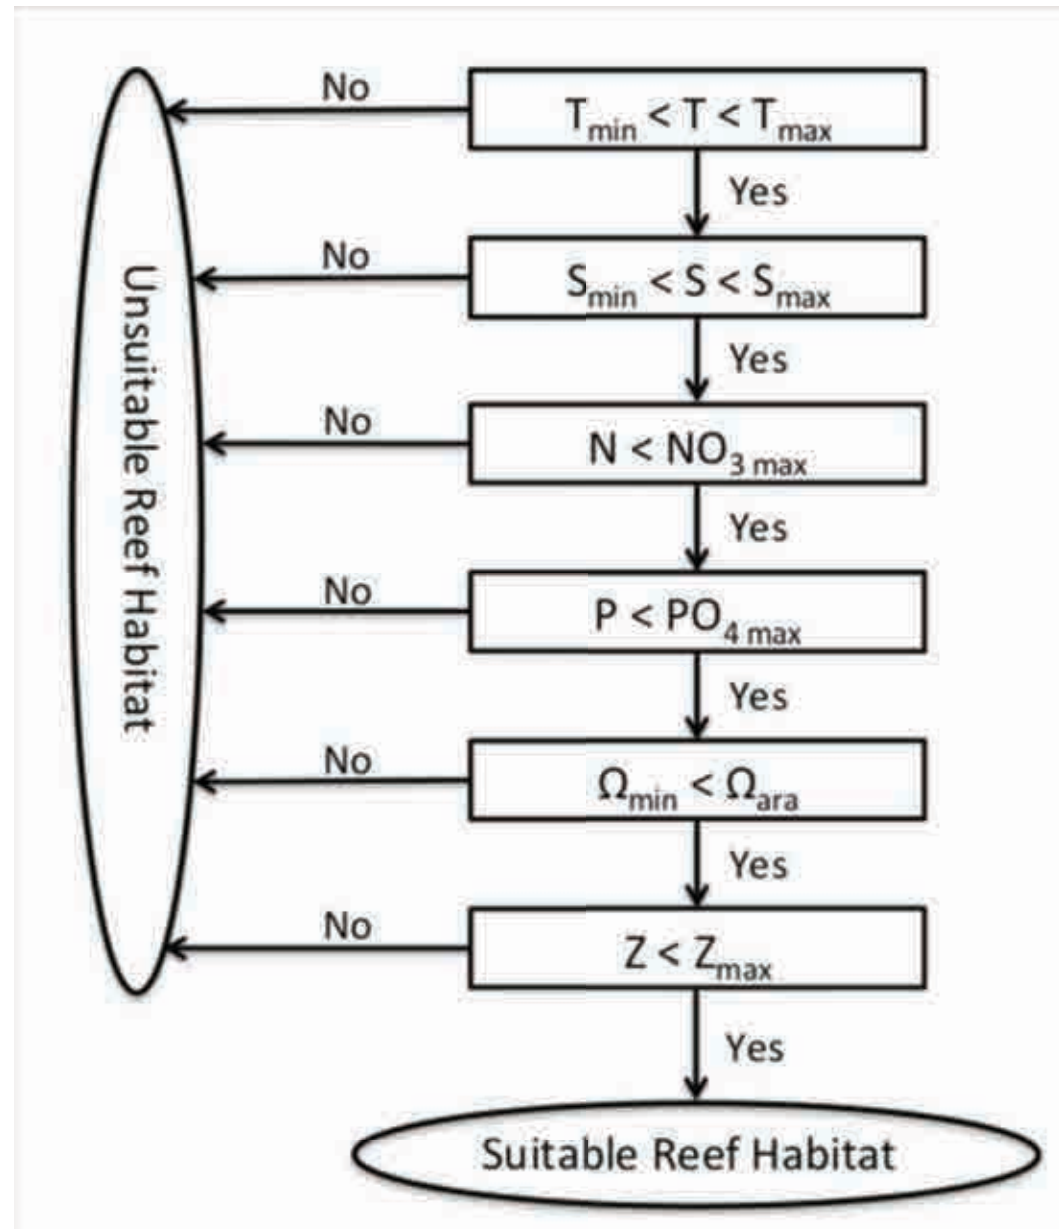 No
T_min < T < T_max
Yes
No
S_min < S < S_max
Yes
No
N < NO_3 max
Yes
No
P < PO_4 max
Yes
No
Ω_min < Ω_ara
Yes
No
Z < Z_max
Yes
Unsuitable Reef Habitat
Suitable Reef Habitat